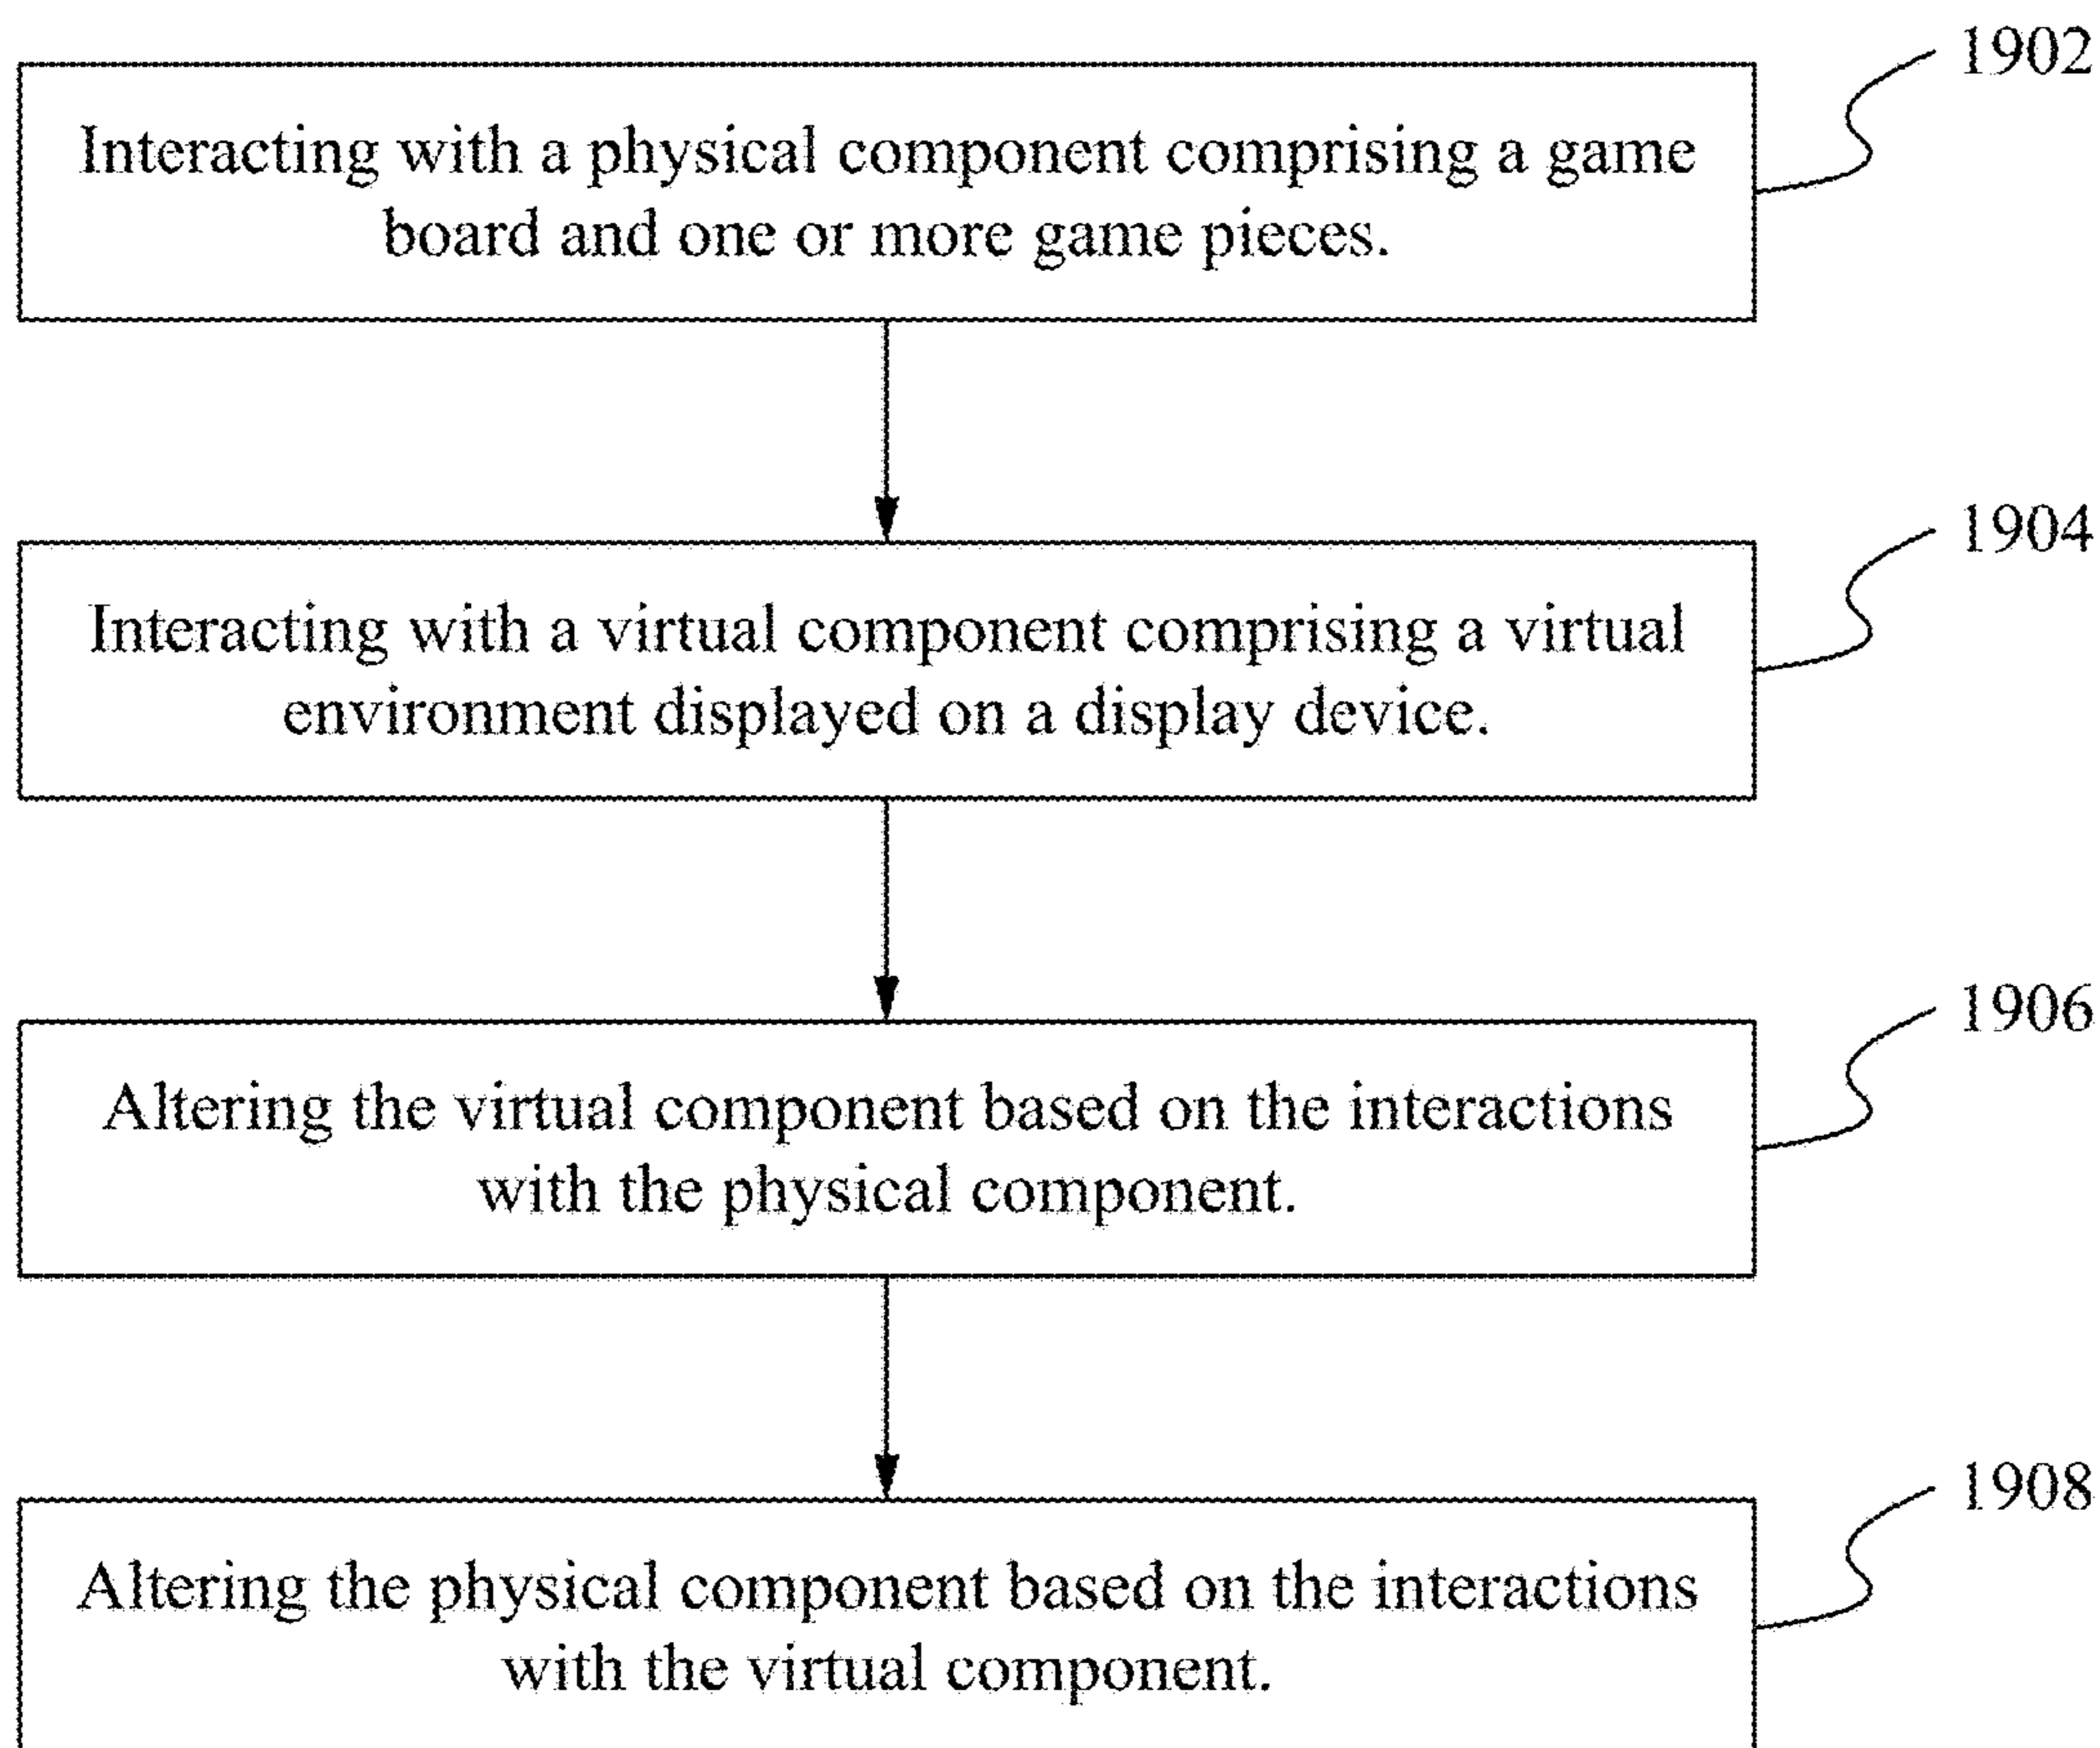 1902
Interacting with a physical component comprising a game
board and one or more game pieces.
1904
Interacting with a virtual component comprising a virtual
environment displayed on a display device.
1906
Altering the virtual component based on the interactions
with the physical component.
1908
Altering the physical component based on the interactions
with the virtual component.